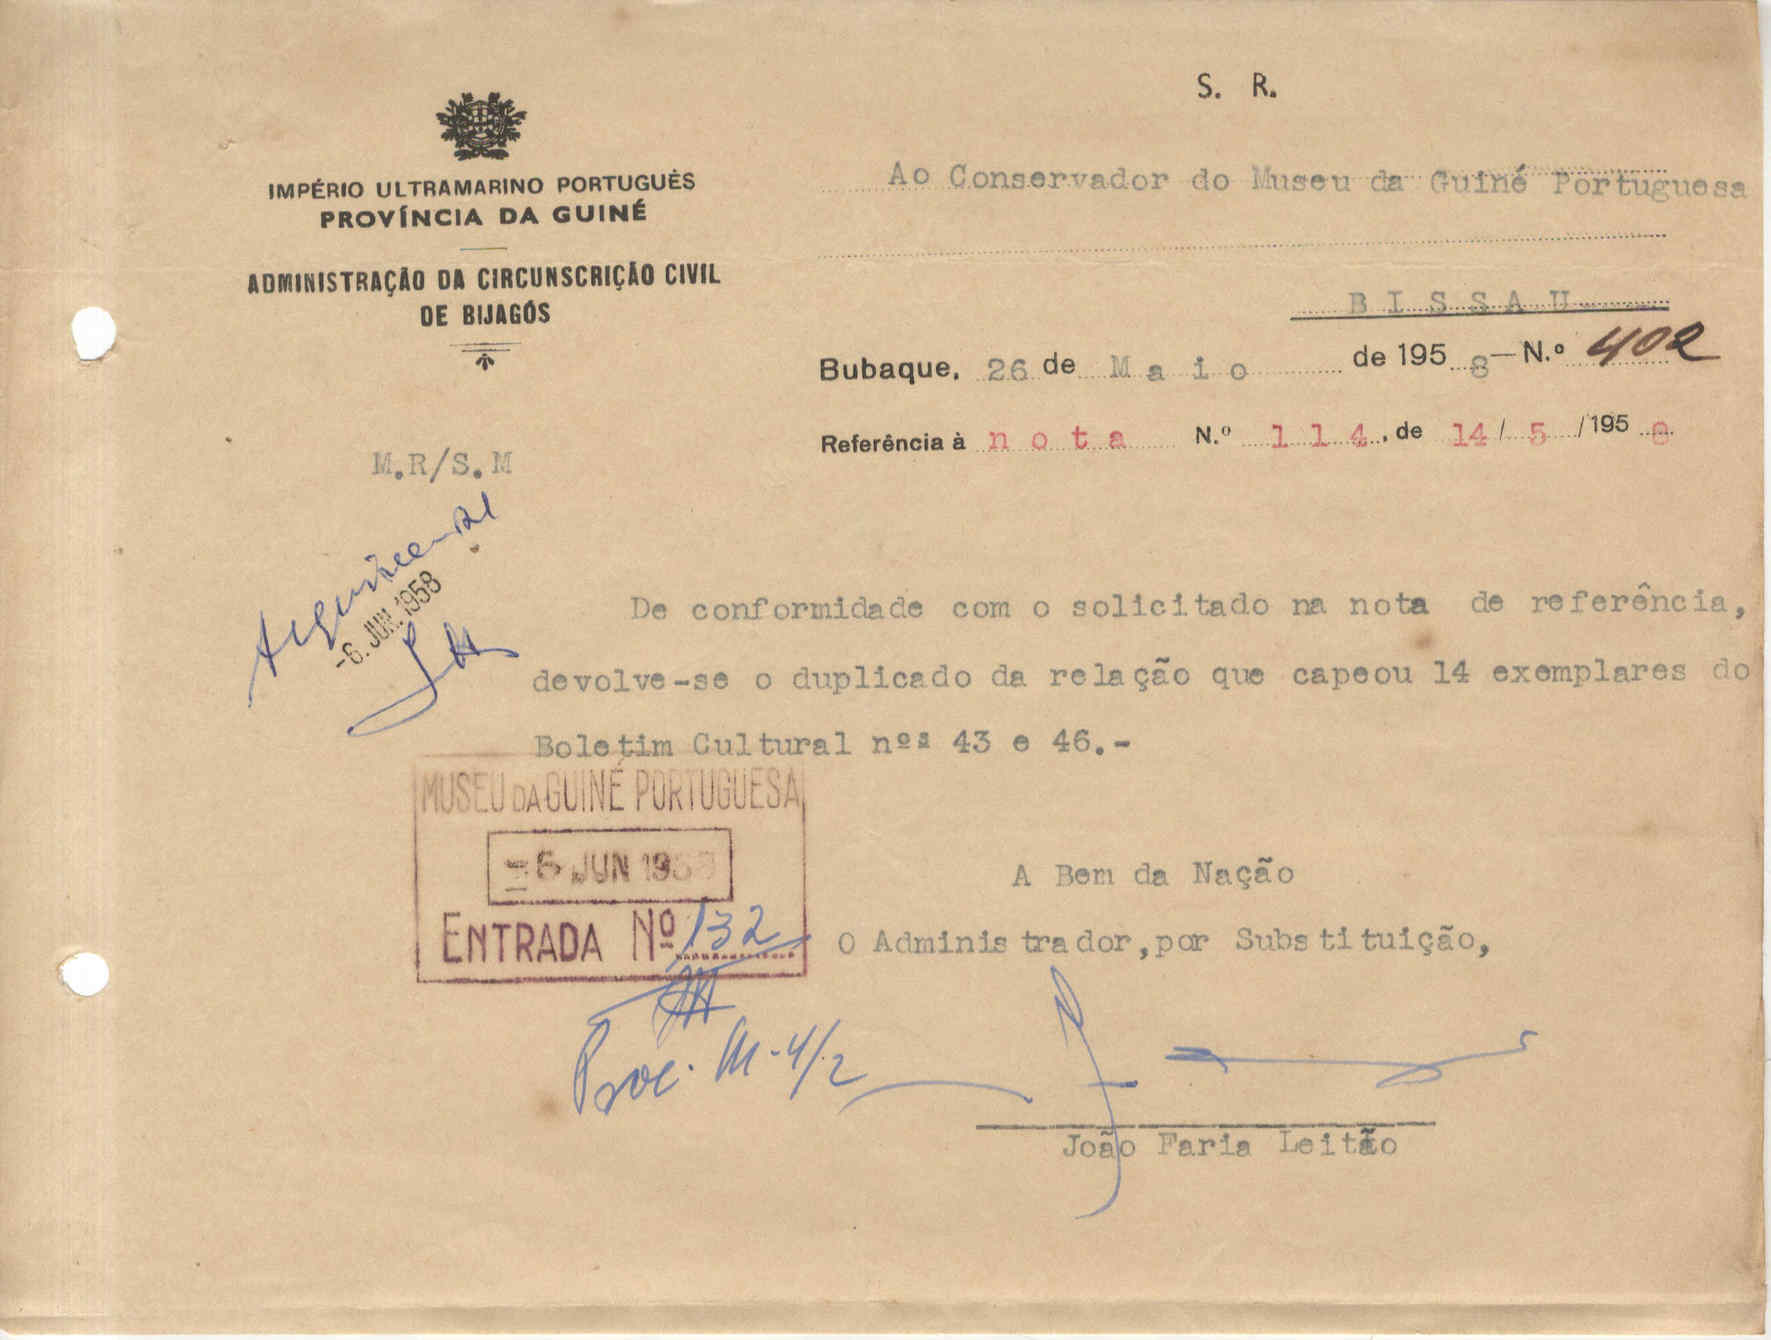 S. R.
IMPÉRIO ULTRAMARINO PORTUGUÊS
PROVÍNCIA DA GUINÉ
ADMINISTRAÇÃO DA CIRCUNSCRIÇÃO CIVIL
DE BIJAGÓS
Ao Conservador do Museu da Guiné Portuguesa
BISSAU
Bubaque, 26 de Maio de 1958 — N.º 402
Referência à nota N.º 114, de 14/5/1958
M.R/S.M
-6. JUN. 1958
De conformidade com o solicitado na nota de referência,
devolve-se o duplicado da relação que capeou 14 exemplares do
Boletim Cultural nºs 43 e 46.-
MUSEU DA GUINÉ PORTUGUESA
-6 JUN 1958
ENTRADA Nº 132
A Bem da Nação
O Administrador, por Substituição,
Proc. M-4/2
João Faria Leitão